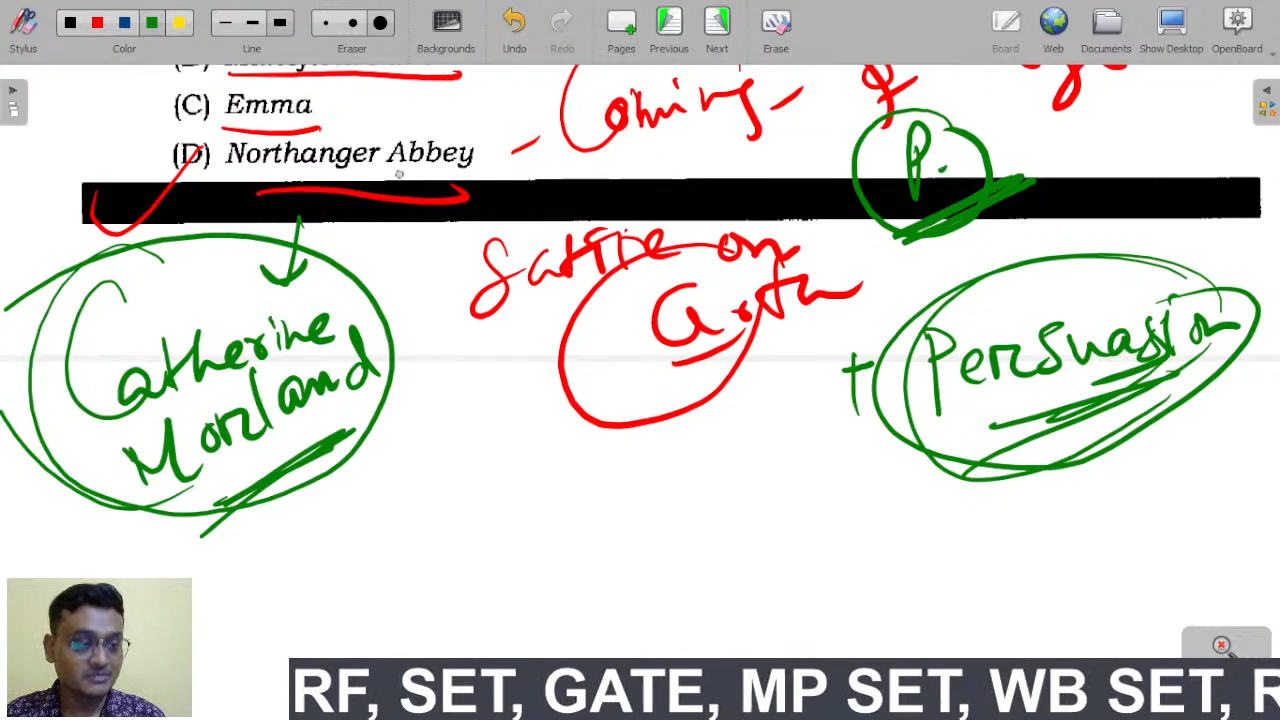 Stylus
Color
Line
Eraser
Backgrounds
Undo
Redo
Pages
Previous
Next
Erase
Board
Web
Documents
Show Desktop
OpenBoard
(C) Emma
(D) Northanger Abbey
Coming -
of
P.
Satire on
Catherine
Morland
+ Persuasion
RF, SET, GATE, MP SET, WB SET, R